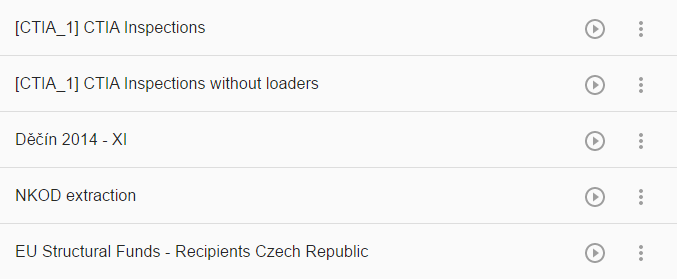 [CTIA_1] CTIA Inspections
[CTIA_1] CTIA Inspections without loaders
Děčín 2014 - XI
NKOD extraction
EU Structural Funds - Recipients Czech Republic